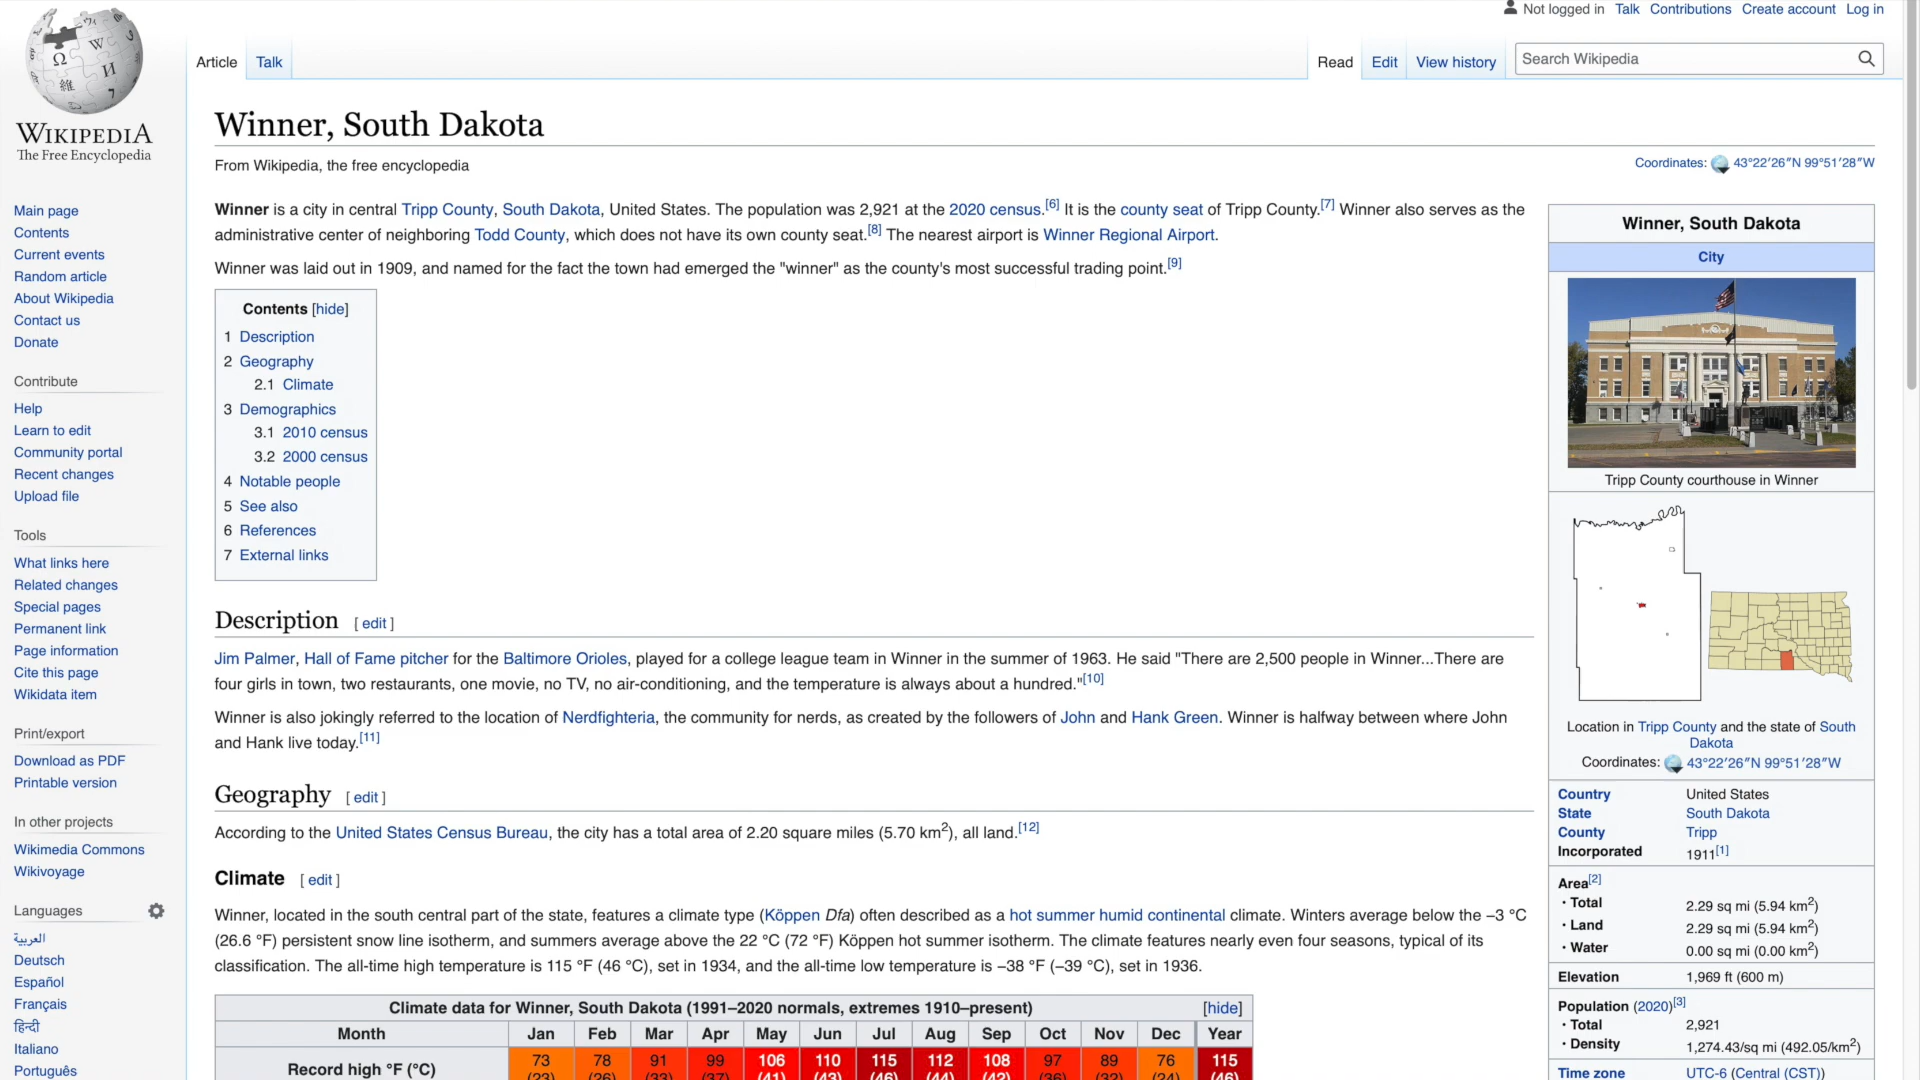 Not logged in Talk Contributions Create account Log in
Article Talk Read Edit View history Search Wikipedia
WIKIPEDIA
The Free Encyclopedia
Main page
Contents
Current events
Random article
About Wikipedia
Contact us
Donate
Contribute
Help
Learn to edit
Community portal
Recent changes
Upload file
Tools
What links here
Related changes
Special pages
Permanent link
Page information
Cite this page
Wikidata item
Print/export
Download as PDF
Printable version
In other projects
Wikimedia Commons
Wikivoyage
Languages
العربية
Deutsch
Español
Français
हिन्दी
Italiano
Português
Winner, South Dakota
From Wikipedia, the free encyclopedia
Coordinates: 43°22′26″N 99°51′28″W
Winner is a city in central Tripp County, South Dakota, United States. The population was 2,921 at the 2020 census.[6] It is the county seat of Tripp County.[7] Winner also serves as the
administrative center of neighboring Todd County, which does not have its own county seat.[8] The nearest airport is Winner Regional Airport.
Winner was laid out in 1909, and named for the fact the town had emerged the "winner" as the county's most successful trading point.[9]
Contents [hide]
1 Description
2 Geography
2.1 Climate
3 Demographics
3.1 2010 census
3.2 2000 census
4 Notable people
5 See also
6 References
7 External links
Description [ edit ]
Jim Palmer, Hall of Fame pitcher for the Baltimore Orioles, played for a college league team in Winner in the summer of 1963. He said "There are 2,500 people in Winner...There are
four girls in town, two restaurants, one movie, no TV, no air-conditioning, and the temperature is always about a hundred."[10]
Winner is also jokingly referred to the location of Nerdfighteria, the community for nerds, as created by the followers of John and Hank Green. Winner is halfway between where John
and Hank live today.[11]
Geography [ edit ]
According to the United States Census Bureau, the city has a total area of 2.20 square miles (5.70 km2), all land.[12]
Climate [ edit ]
Winner, located in the south central part of the state, features a climate type (Köppen Dfa) often described as a hot summer humid continental climate. Winters average below the −3 °C
(26.6 °F) persistent snow line isotherm, and summers average above the 22 °C (72 °F) Köppen hot summer isotherm. The climate features nearly even four seasons, typical of its
classification. The all-time high temperature is 115 °F (46 °C), set in 1934, and the all-time low temperature is −38 °F (−39 °C), set in 1936.
Climate data for Winner, South Dakota (1991–2020 normals, extremes 1910–present) [hide]
Month Jan Feb Mar Apr May Jun Jul Aug Sep Oct Nov Dec Year
Record high °F (°C) 73 78 91 99 106 110 115 112 108 97 89 76 115
(23) (26) (33) (37) (41) (43) (46) (44) (42) (36) (32) (24) (46)
Winner, South Dakota
City
Tripp County courthouse in Winner
Location in Tripp County and the state of South
Dakota
Coordinates: 43°22′26″N 99°51′28″W
Country United States
State South Dakota
County Tripp
Incorporated 1911[1]
Area[2]
• Total 2.29 sq mi (5.94 km2)
• Land 2.29 sq mi (5.94 km2)
• Water 0.00 sq mi (0.00 km2)
Elevation 1,969 ft (600 m)
Population (2020)[3]
• Total 2,921
• Density 1,274.43/sq mi (492.05/km2)
Time zone UTC-6 (Central (CST))